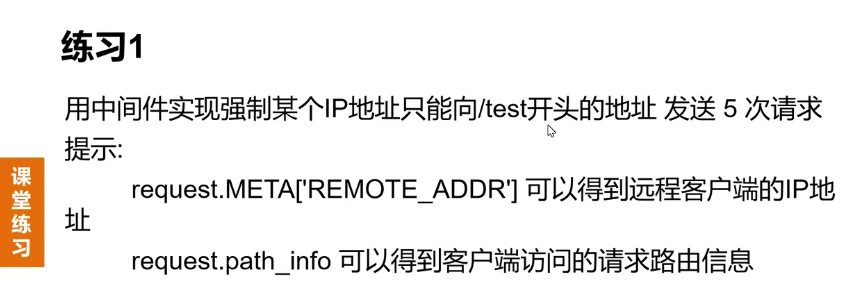 练习1
用中间件实现强制某个IP地址只能向/test开头的地址 发送 5 次请求
提示:
request.META['REMOTE_ADDR'] 可以得到远程客户端的IP地
址
request.path_info 可以得到客户端访问的请求路由信息
课
堂
练
习